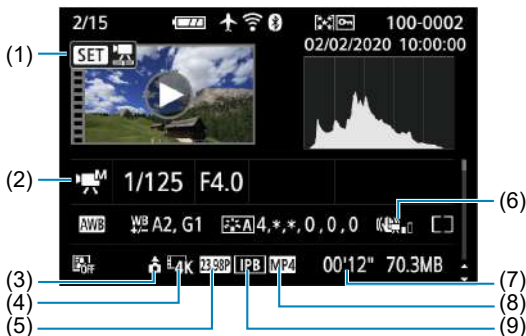 2/15 100-0002
02/02/2020 10:00:00
(1) SET
(2) M 1/125 F4.0
(6)
AWB WB +/- A2, G1 A 4,*,*,0,0,0
OFF 4K 23.98P IPB MP4 00'12" 70.3MB
(3)
(4)
(5)
(7)
(8)
(9)